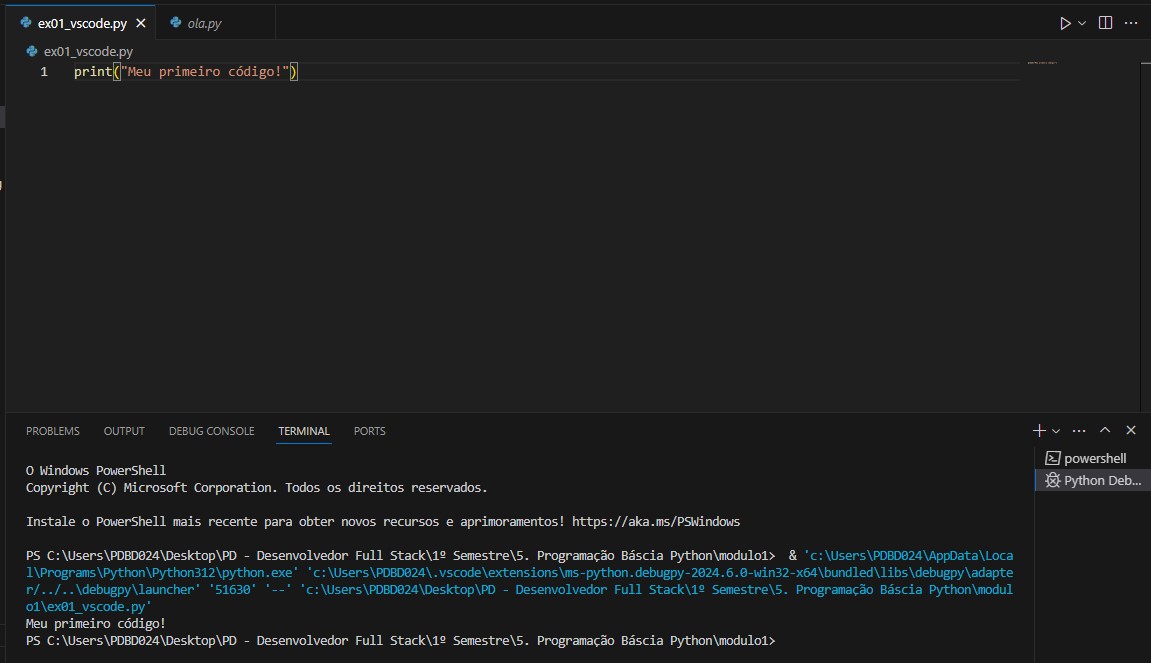 ex01_vscode.py ola.py
ex01_vscode.py
1 print("Meu primeiro código!")
PROBLEMS OUTPUT DEBUG CONSOLE TERMINAL PORTS
O Windows PowerShell
Copyright (C) Microsoft Corporation. Todos os direitos reservados.
Instale o PowerShell mais recente para obter novos recursos e aprimoramentos! https://aka.ms/PSWindows
PS C:\Users\PDBD024\Desktop\PD - Desenvolvedor Full Stack\1º Semestre\5. Programação Báscia Python\modulo1>  & 'c:\Users\PDBD024\AppData\Loca
l\Programs\Python\Python312\python.exe' 'c:\Users\PDBD024\.vscode\extensions\ms-python.debugpy-2024.6.0-win32-x64\bundled\libs\debugpy\adapte
r/../..\debugpy\launcher' '51630' '--' 'c:\Users\PDBD024\Desktop\PD - Desenvolvedor Full Stack\1º Semestre\5. Programação Báscia Python\modul
o1\ex01_vscode.py'
Meu primeiro código!
PS C:\Users\PDBD024\Desktop\PD - Desenvolvedor Full Stack\1º Semestre\5. Programação Báscia Python\modulo1>
powershell
Python Deb...